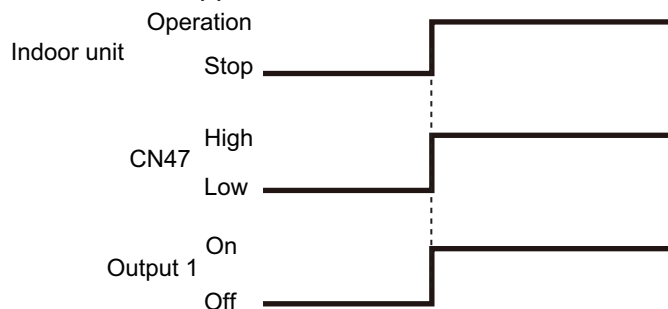 Operation
Indoor unit
Stop
High
CN47
Low
On
Output 1
Off